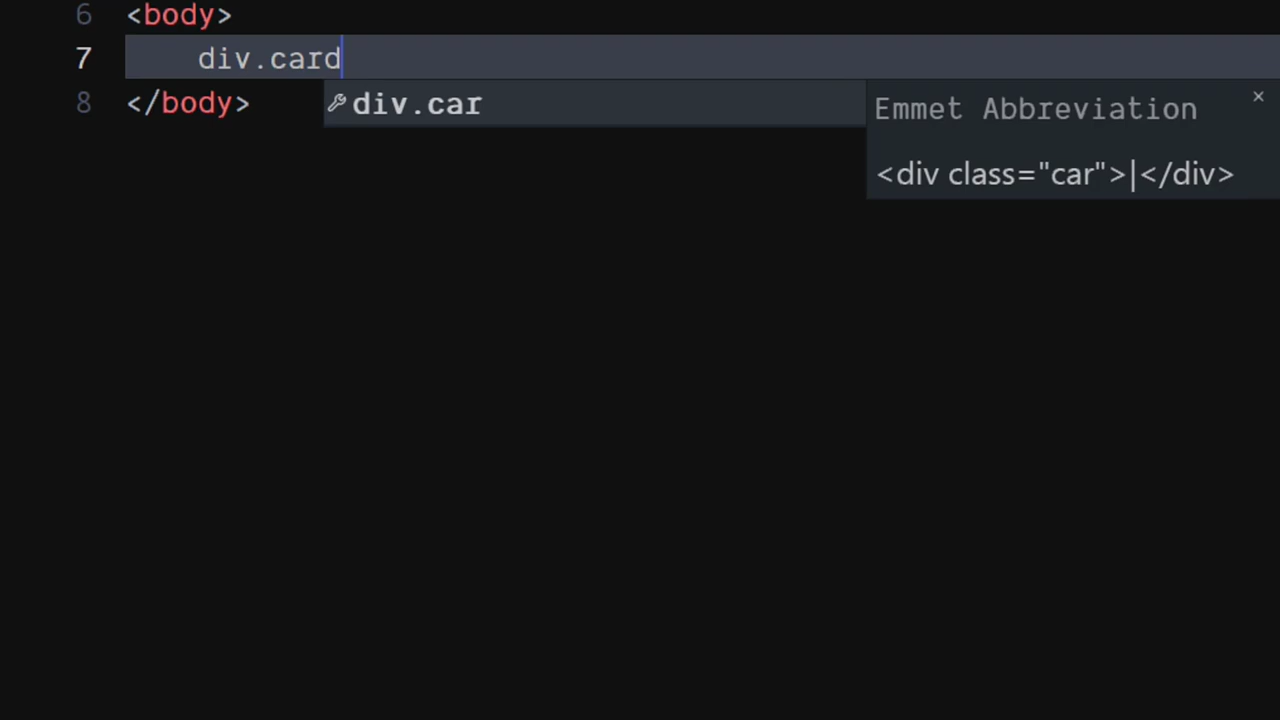 6 <body>
7 div.card
8 </body>
div.car
Emmet Abbreviation ×
<div class="car">|</div>